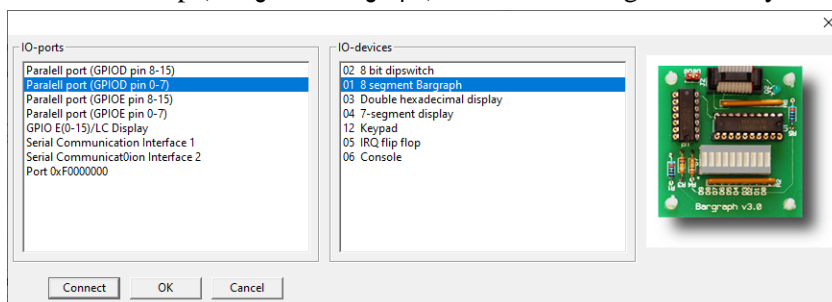 IO-ports
Paralell port (GPIOD pin 8-15)
Paralell port (GPIOD pin 0-7)
Paralell port (GPIOE pin 8-15)
Paralell port (GPIOE pin 0-7)
GPIO E(0-15)/LC Display
Serial Communication Interface 1
Serial Communicat0ion Interface 2
Port 0xF0000000
IO-devices
02 8 bit dipswitch
01 8 segment Bargraph
03 Double hexadecimal display
04 7-segment display
12 Keypad
05 IRQ flip flop
06 Console
Bargraph v3.0
Connect
OK
Cancel